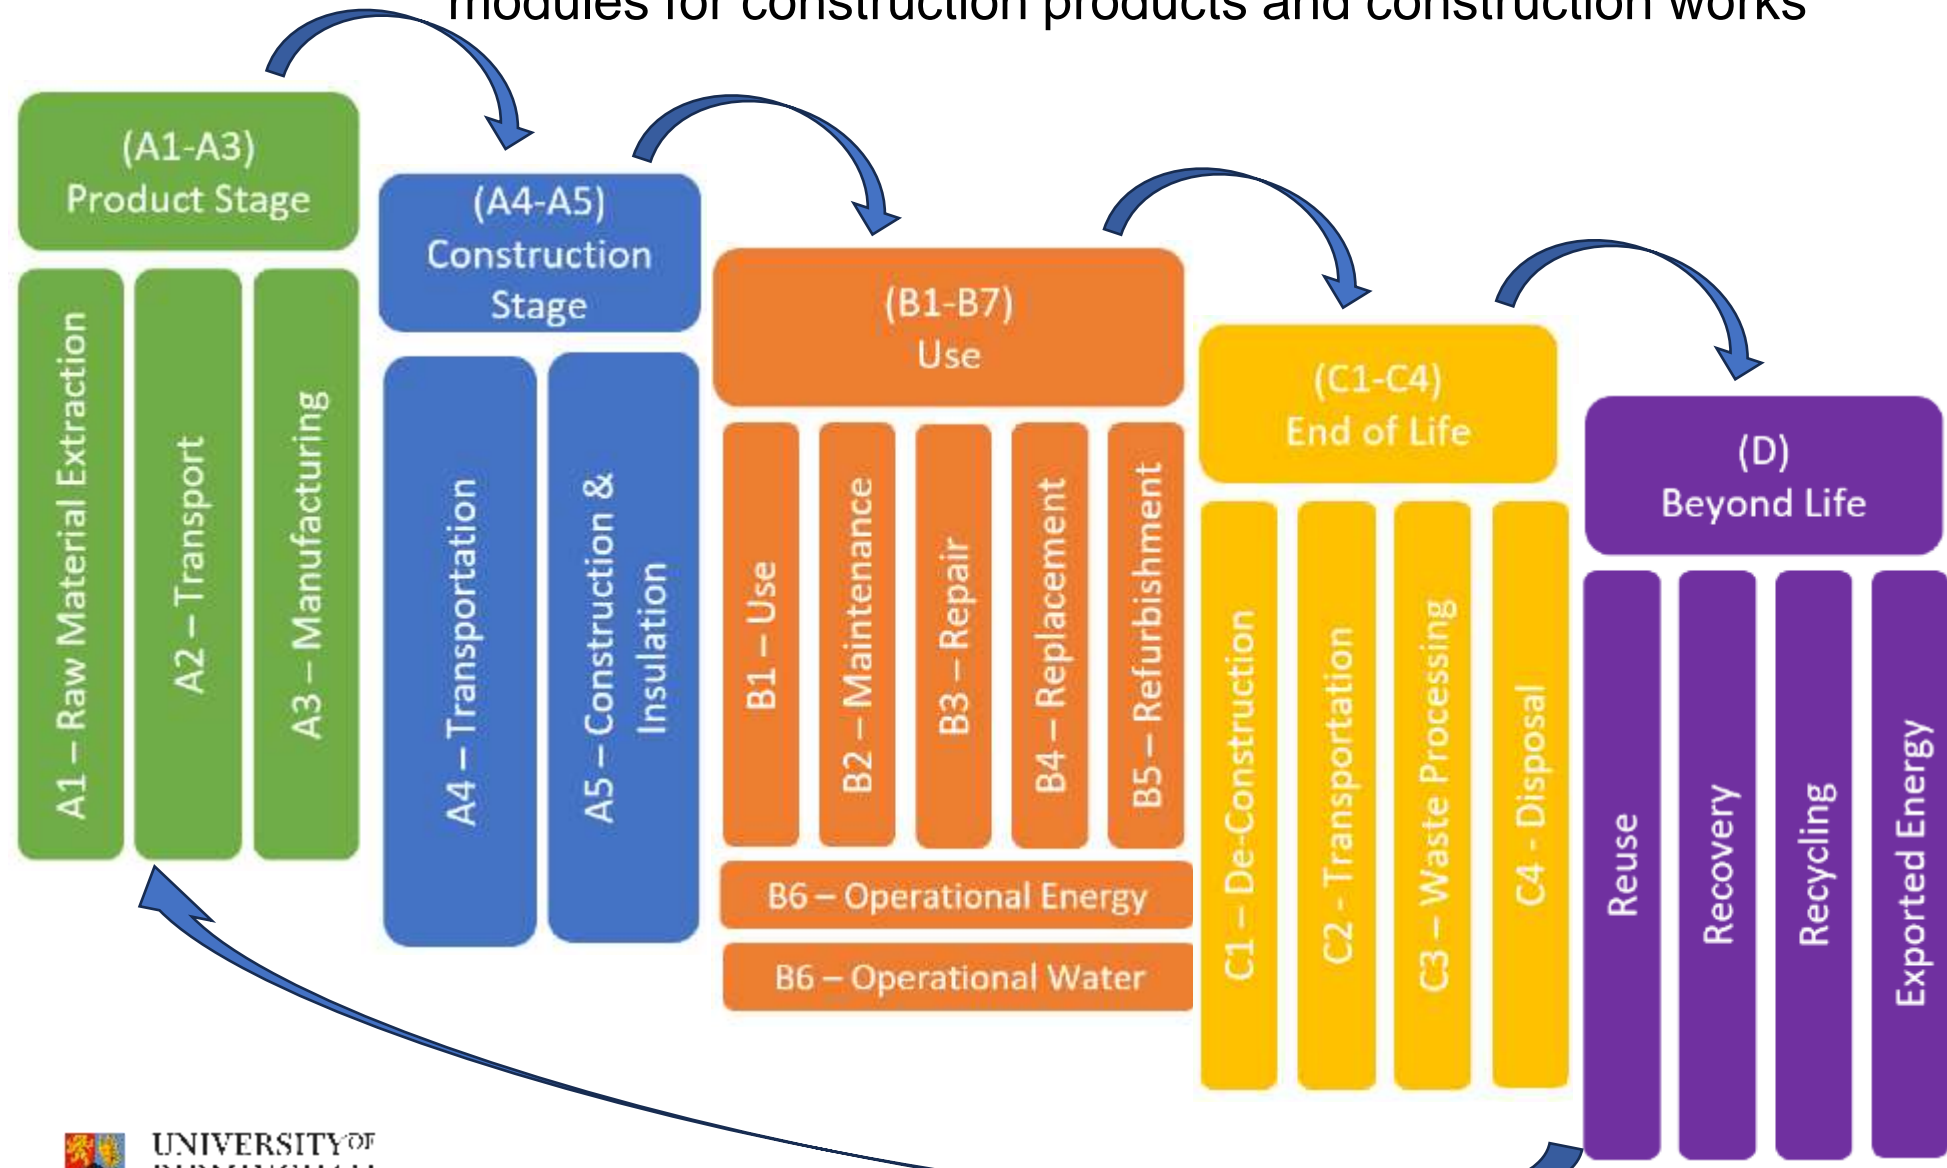 modules for construction products and construction works
(A1-A3)
Product Stage
A1 – Raw Material Extraction
A2 – Transport
A3 – Manufacturing
(A4-A5)
Construction
Stage
A4 – Transportation
A5 – Construction &
Insulation
(B1-B7)
Use
B1 – Use
B2 – Maintenance
B3 – Repair
B4 – Replacement
B5 – Refurbishment
B6 – Operational Energy
B6 – Operational Water
(C1-C4)
End of Life
C1 – De-Construction
C2 - Transportation
C3 – Waste Processing
C4 - Disposal
(D)
Beyond Life
Reuse
Recovery
Recycling
Exported Energy
UNIVERSITY OF